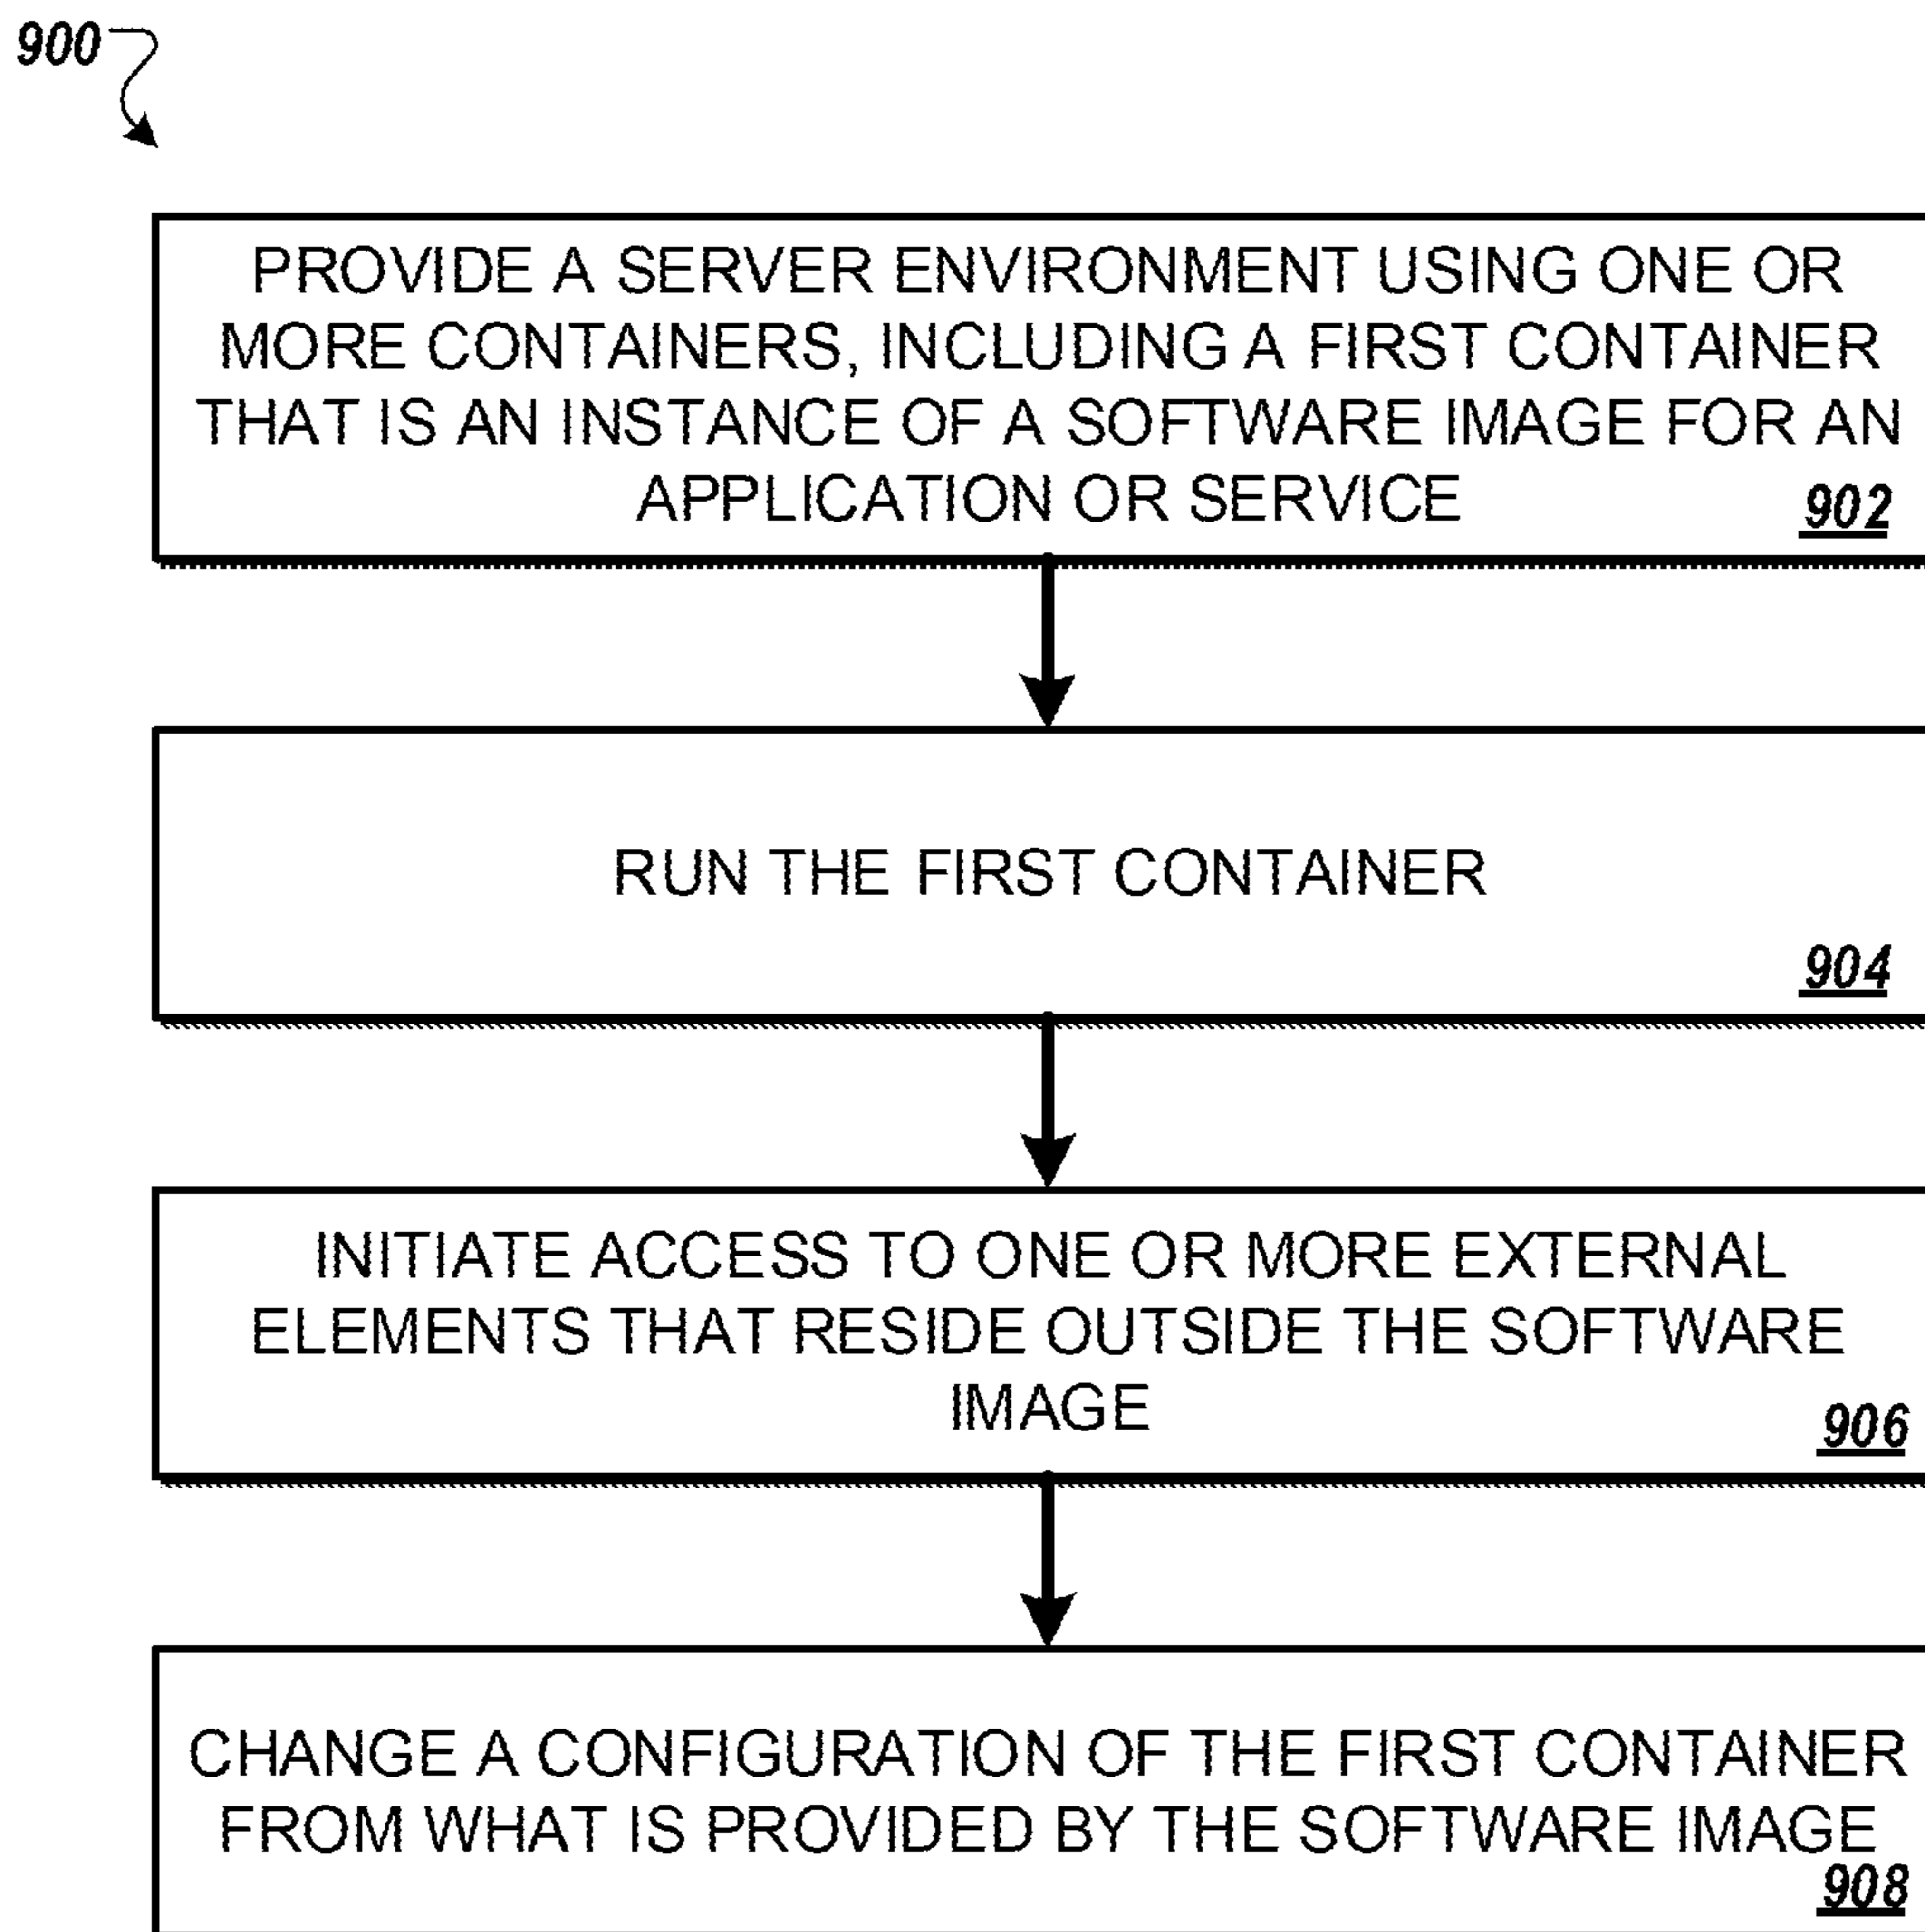 900
PROVIDE A SERVER ENVIRONMENT USING ONE OR
MORE CONTAINERS, INCLUDING A FIRST CONTAINER
THAT IS AN INSTANCE OF A SOFTWARE IMAGE FOR AN
APPLICATION OR SERVICE
902
RUN THE FIRST CONTAINER
904
INITIATE ACCESS TO ONE OR MORE EXTERNAL
ELEMENTS THAT RESIDE OUTSIDE THE SOFTWARE
IMAGE
906
CHANGE A CONFIGURATION OF THE FIRST CONTAINER
FROM WHAT IS PROVIDED BY THE SOFTWARE IMAGE
908